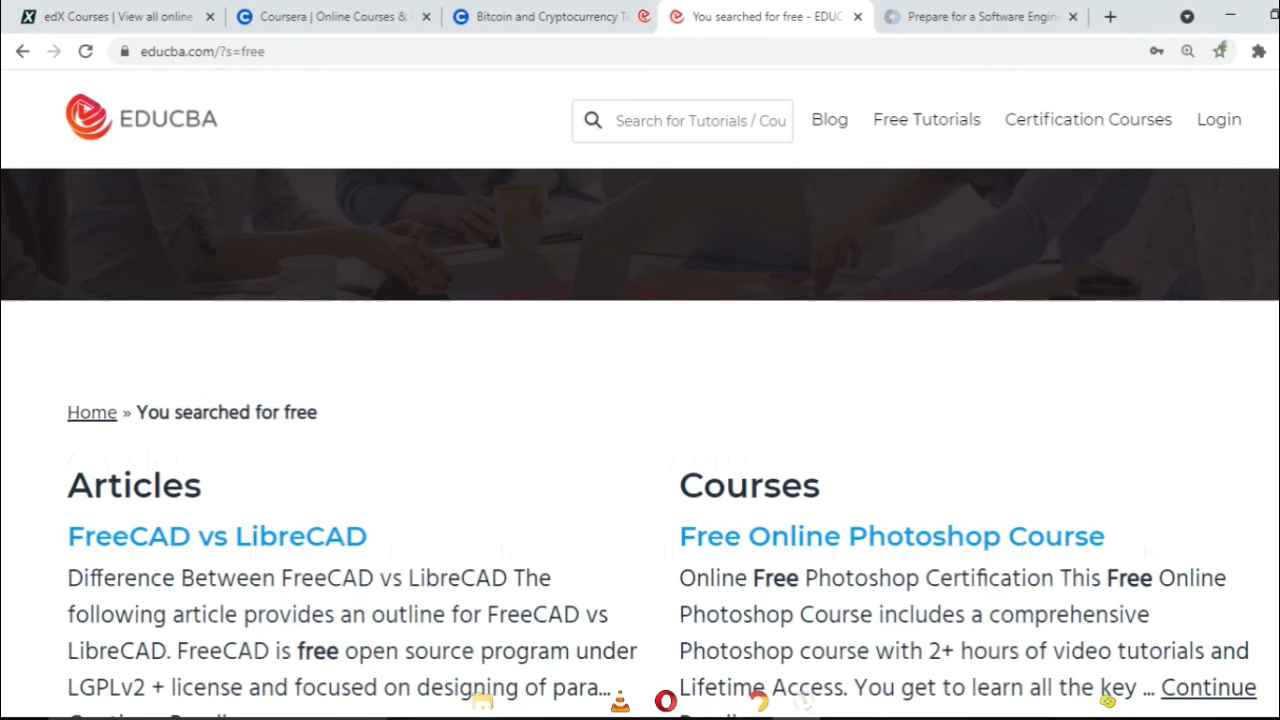 edX Courses | View all online
Coursera | Online Courses &
Bitcoin and Cryptocurrency T
You searched for free - EDUC
Prepare for a Software Engin
educba.com/?s=free
EDUCBA
Search for Tutorials / Cou
Blog
Free Tutorials
Certification Courses
Login
Home » You searched for free
Articles
FreeCAD vs LibreCAD
Difference Between FreeCAD vs LibreCAD The
following article provides an outline for FreeCAD vs
LibreCAD. FreeCAD is free open source program under
LGPLv2 + license and focused on designing of para...
Courses
Free Online Photoshop Course
Online Free Photoshop Certification This Free Online
Photoshop Course includes a comprehensive
Photoshop course with 2+ hours of video tutorials and
Lifetime Access. You get to learn all the key ... Continue